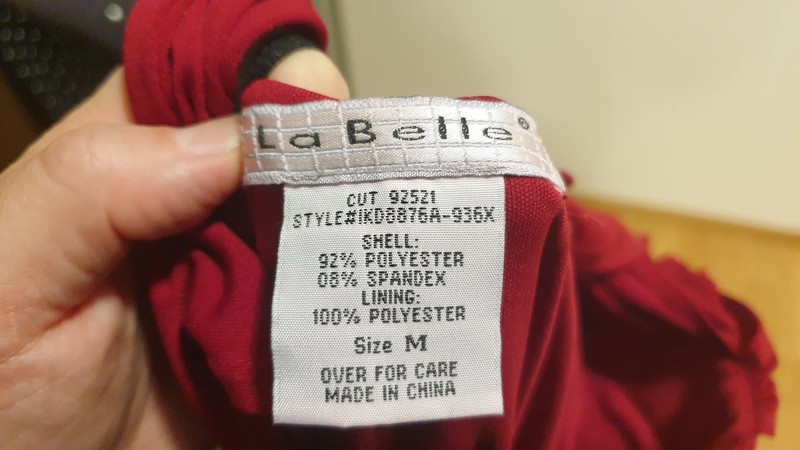 La Belle®
CUT 92521
STYLE#IKD8876A-936X
SHELL:
92% POLYESTER
08% SPANDEX
LINING:
100% POLYESTER
Size M
OVER FOR CARE
MADE IN CHINA